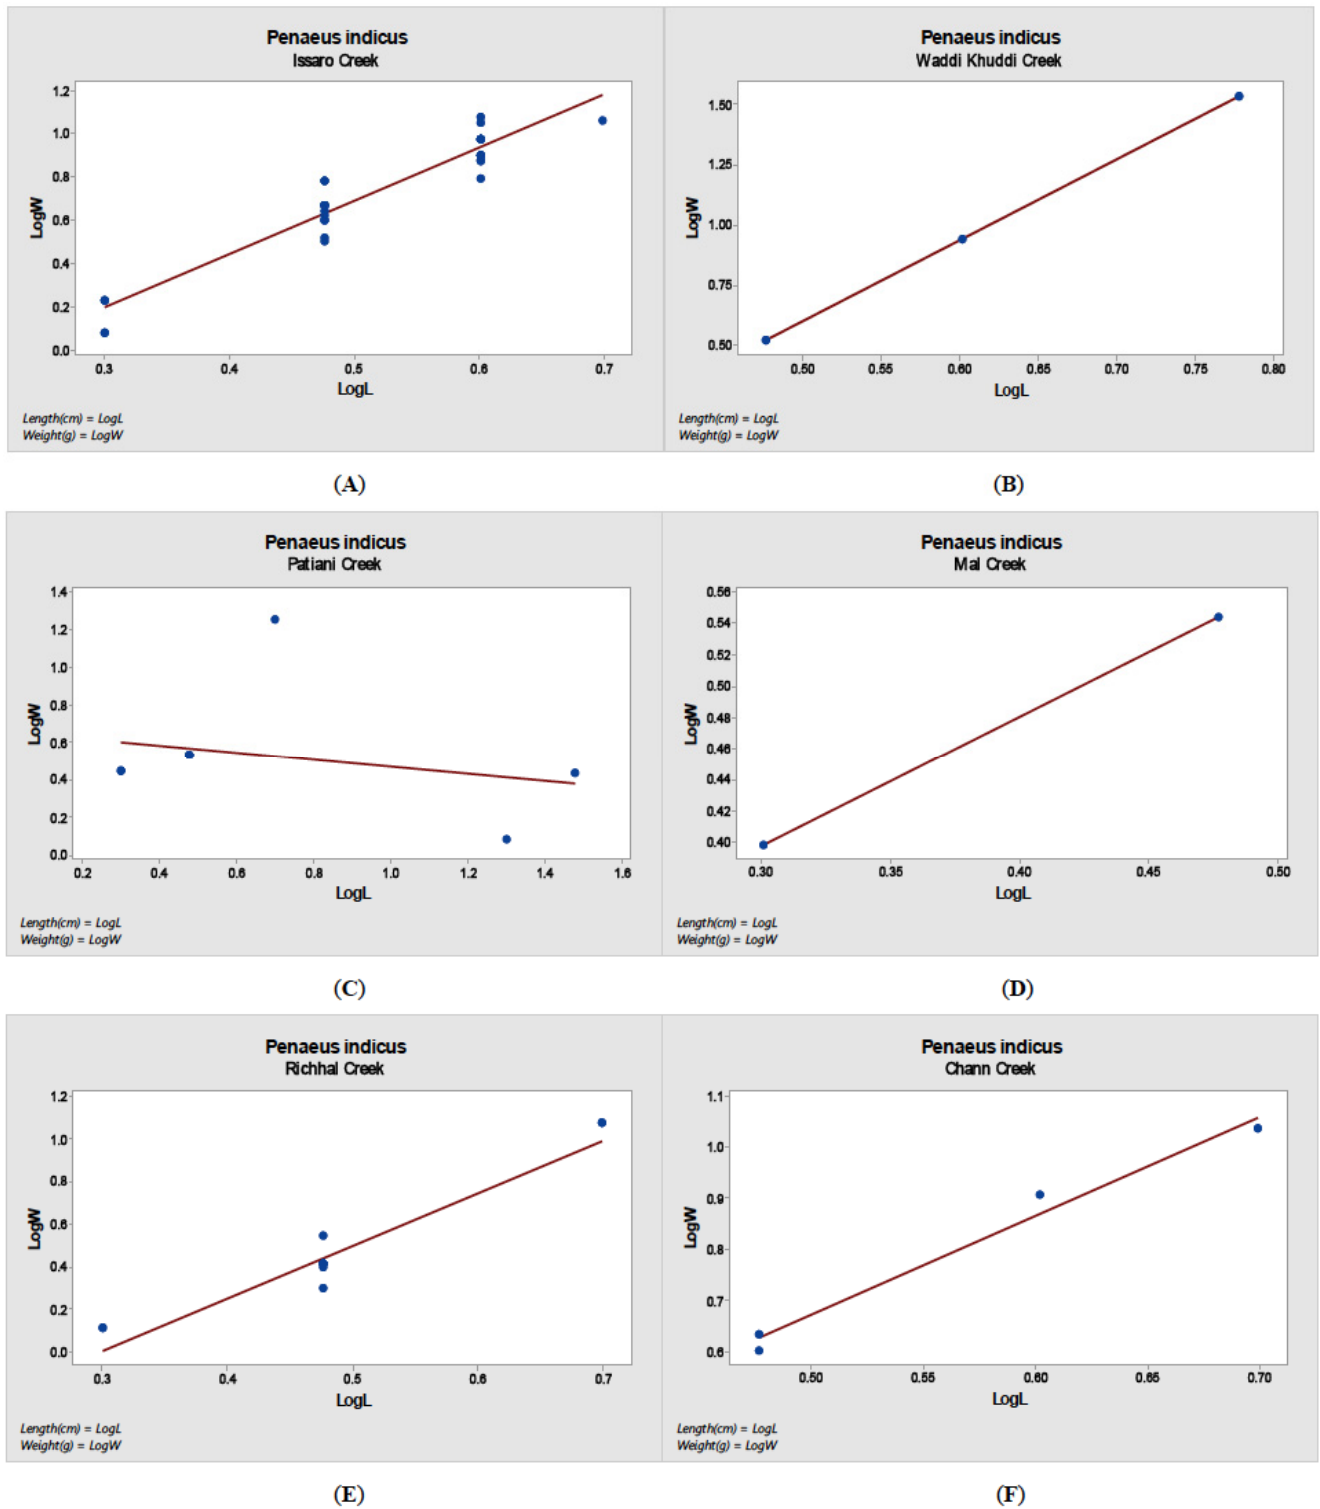 Penaeus indicus
Issaro Creek
LogW
1.2
1.0
0.8
0.6
0.4
0.2
0.0
0.3 0.4 0.5 0.6 0.7
LogL
Length(cm) = LogL
Weight(g) = LogW
(A)
Penaeus indicus
Waddi Khuddi Creek
LogW
1.50
1.25
1.00
0.75
0.50
0.50 0.55 0.60 0.65 0.70 0.75 0.80
LogL
Length(cm) = LogL
Weight(g) = LogW
(B)
Penaeus indicus
Patiani Creek
LogW
1.4
1.2
1.0
0.8
0.6
0.4
0.2
0.0
0.2 0.4 0.6 0.8 1.0 1.2 1.4 1.6
LogL
Length(cm) = LogL
Weight(g) = LogW
(C)
Penaeus indicus
Mal Creek
LogW
0.56
0.54
0.52
0.50
0.48
0.46
0.44
0.42
0.40
0.30 0.35 0.40 0.45 0.50
LogL
Length(cm) = LogL
Weight(g) = LogW
(D)
Penaeus indicus
Richhal Creek
LogW
1.2
1.0
0.8
0.6
0.4
0.2
0.0
0.3 0.4 0.5 0.6 0.7
LogL
Length(cm) = LogL
Weight(g) = LogW
(E)
Penaeus indicus
Chann Creek
LogW
1.1
1.0
0.9
0.8
0.7
0.6
0.50 0.55 0.60 0.65 0.70
LogL
Length(cm) = LogL
Weight(g) = LogW
(F)